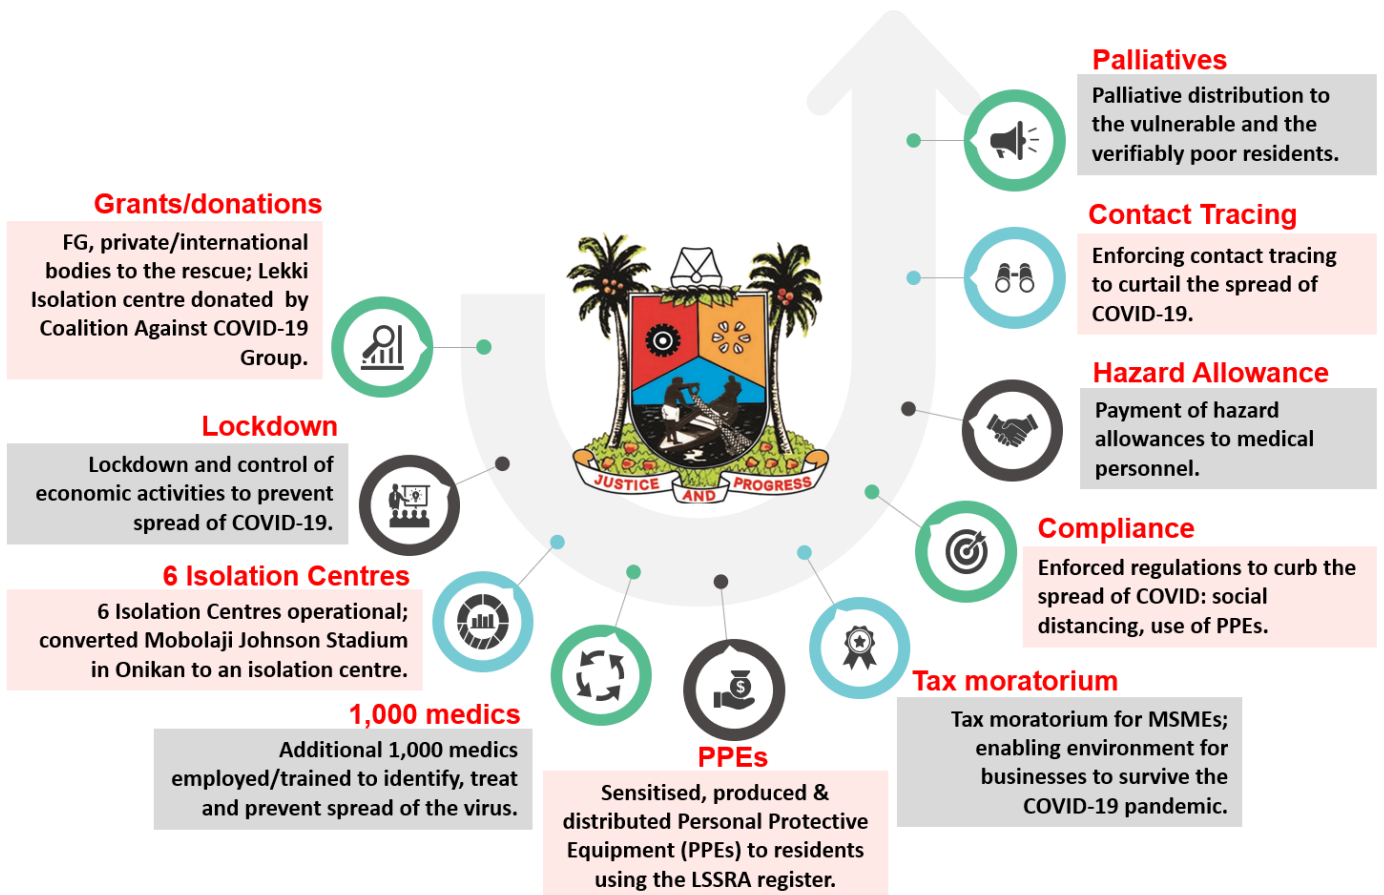 Grants/donations
FG, private/international
bodies to the rescue; Lekki
Isolation centre donated by
Coalition Against COVID-19
Group.
Lockdown
Lockdown and control of
economic activities to prevent
spread of COVID-19.
6 Isolation Centres
6 Isolation Centres operational;
converted Mobolaji Johnson Stadium
in Onikan to an isolation centre.
1,000 medics
Additional 1,000 medics
employed/trained to identify, treat
and prevent spread of the virus.
PPEs
Sensitised, produced &
distributed Personal Protective
Equipment (PPEs) to residents
using the LSSRA register.
Tax moratorium
Tax moratorium for MSMEs;
enabling environment for
businesses to survive the
COVID-19 pandemic.
Compliance
Enforced regulations to curb the
spread of COVID: social
distancing, use of PPEs.
Hazard Allowance
Payment of hazard
allowances to medical
personnel.
Contact Tracing
Enforcing contact tracing
to curtail the spread of
COVID-19.
Palliatives
Palliative distribution to
the vulnerable and the
verifiably poor residents.
JUSTICE AND PROGRESS
$